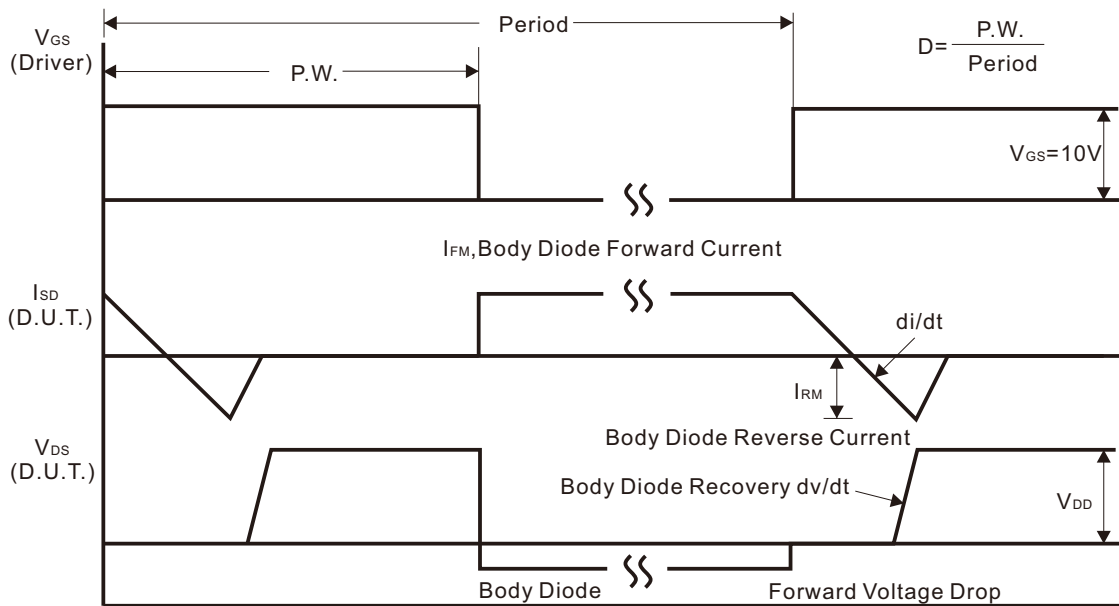 Period
VGS
(Driver)
P.W.
D= P.W.
Period
VGS=10V
IFM,Body Diode Forward Current
ISD
(D.U.T.)
di/dt
IRM
Body Diode Reverse Current
VDS
(D.U.T.)
Body Diode Recovery dv/dt
VDD
Body Diode Forward Voltage Drop